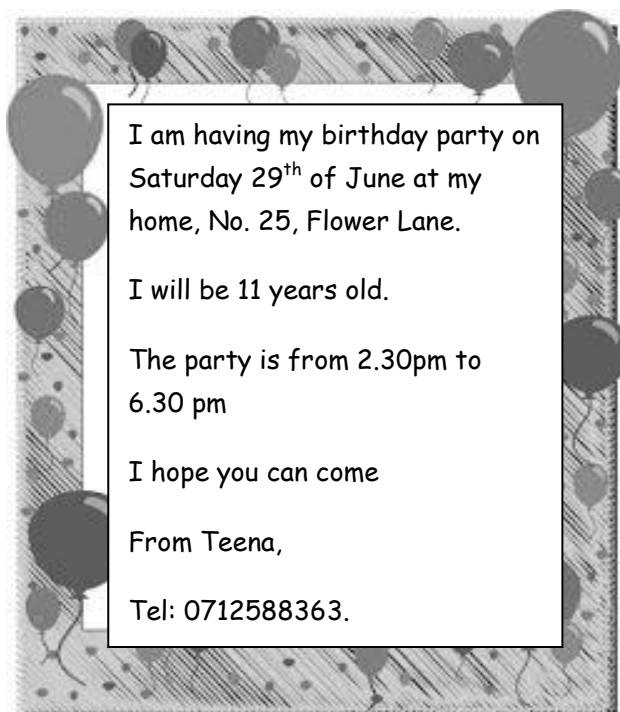 I am having my birthday party on
Saturday 29th of June at my
home, No. 25, Flower Lane.
I will be 11 years old.
The party is from 2.30pm to
6.30 pm
I hope you can come
From Teena,
Tel: 0712588363.